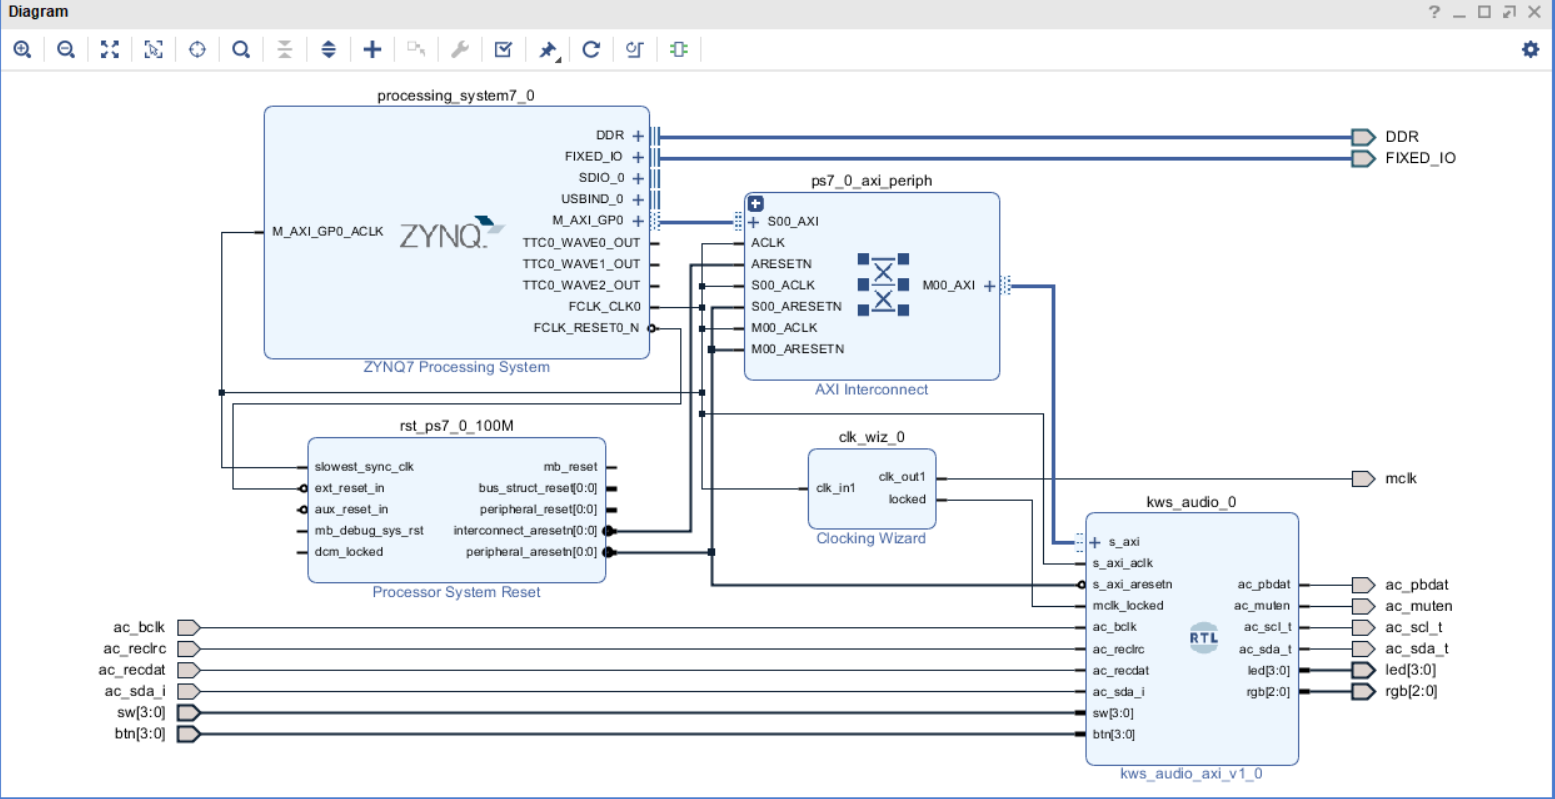 Diagram
processing_system7_0
M_AXI_GP0_ACLK
ZYNQ
DDR
FIXED_IO
SDIO_0
USBIND_0
M_AXI_GP0
TTC0_WAVE0_OUT
TTC0_WAVE1_OUT
TTC0_WAVE2_OUT
FCLK_CLK0
FCLK_RESET0_N
ZYNQ7 Processing System
DDR
FIXED_IO
ps7_0_axi_periph
S00_AXI
ACLK
ARESETN
S00_ACLK
S00_ARESETN
M00_ACLK
M00_ARESETN
M00_AXI
AXI Interconnect
rst_ps7_0_100M
slowest_sync_clk
ext_reset_in
aux_reset_in
mb_debug_sys_rst
dcm_locked
mb_reset
bus_struct_reset[0:0]
peripheral_reset[0:0]
interconnect_aresetn[0:0]
peripheral_aresetn[0:0]
Processor System Reset
clk_wiz_0
clk_in1
clk_out1
locked
Clocking Wizard
mclk
kws_audio_0
s_axi
s_axi_aclk
s_axi_aresetn
mclk_locked
ac_bclk
ac_reclrc
ac_recdat
ac_sda_i
sw[3:0]
btn[3:0]
RTL
ac_pbdat
ac_muten
ac_scl_t
ac_sda_t
led[3:0]
rgb[2:0]
kws_audio_axi_v1_0
ac_bclk
ac_reclrc
ac_recdat
ac_sda_i
sw[3:0]
btn[3:0]
ac_pbdat
ac_muten
ac_scl_t
ac_sda_t
led[3:0]
rgb[2:0]